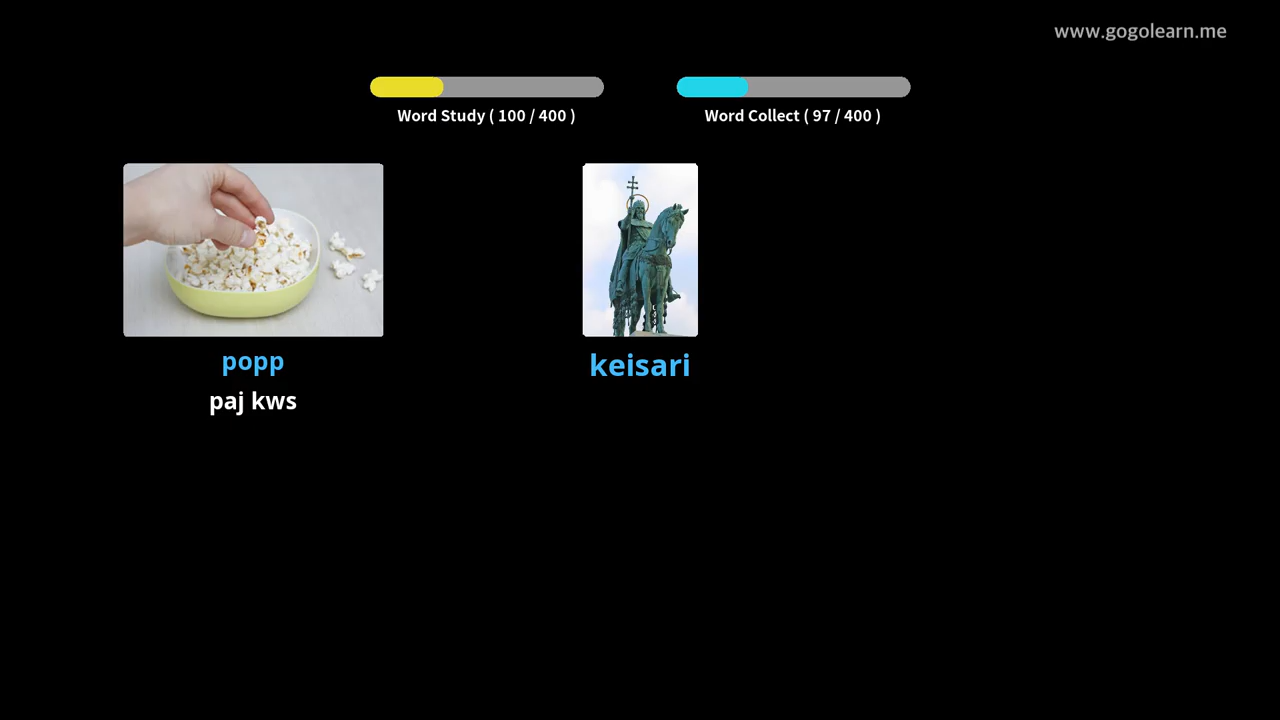 www.gogolearn.me
Word Study ( 100 / 400 )
Word Collect ( 97 / 400 )
popp
paj kws
keisari